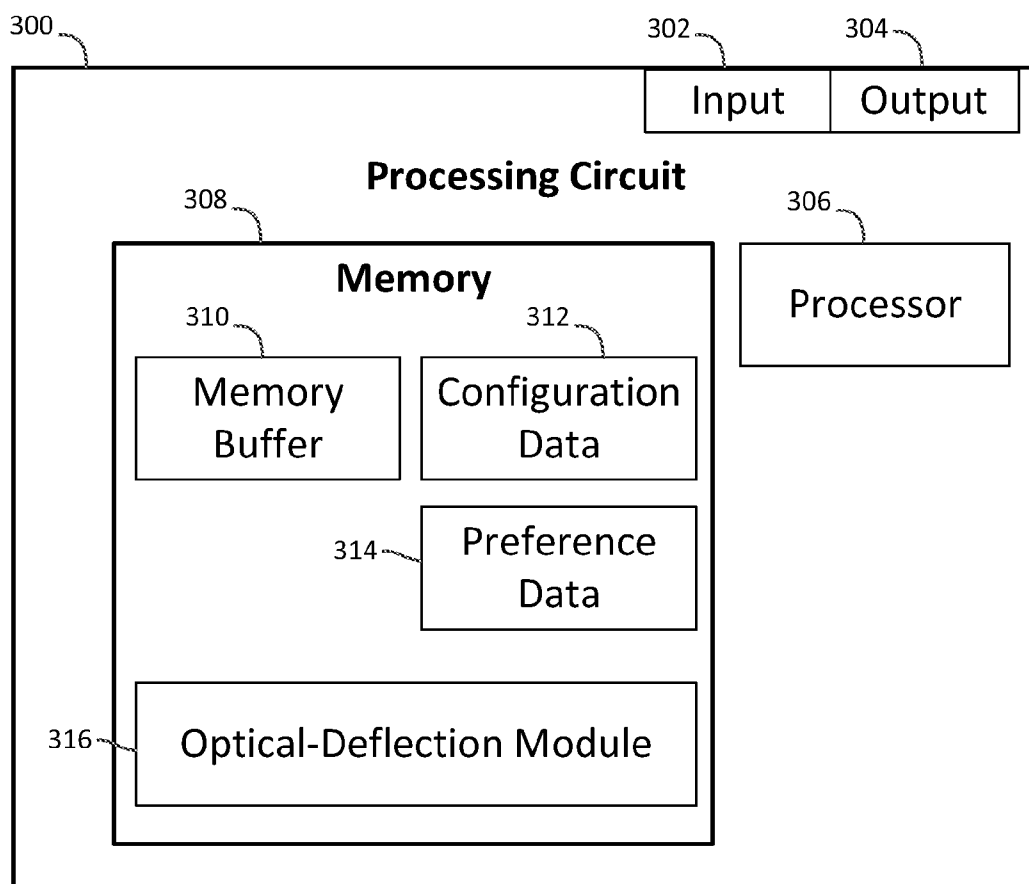 300
302
304
Input
Output
Processing Circuit
308
306
Memory
Processor
310
312
Memory
Buffer
Configuration
Data
314
Preference
Data
316
Optical-Deflection Module